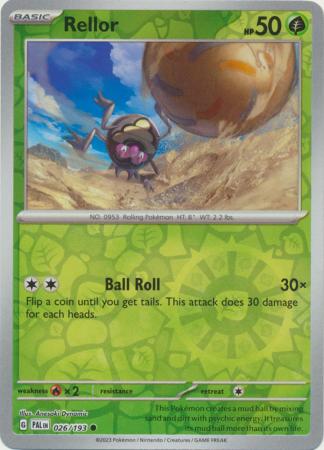 BASIC
Rellor
HP 50
NO. 0953 Rolling Pokémon HT: 8" WT: 2.2 lbs.
Ball Roll 30×
Flip a coin until you get tails. This attack does 30 damage
for each heads.
weakness ×2 resistance retreat
Illus. Anesaki Dynamic
G PAL EN 026/193
©2023 Pokémon / Nintendo / Creatures / GAME FREAK
This Pokémon creates a mud ball by mixing
sand and dirt with psychic energy. It
treasures its mud ball more than
its own life.